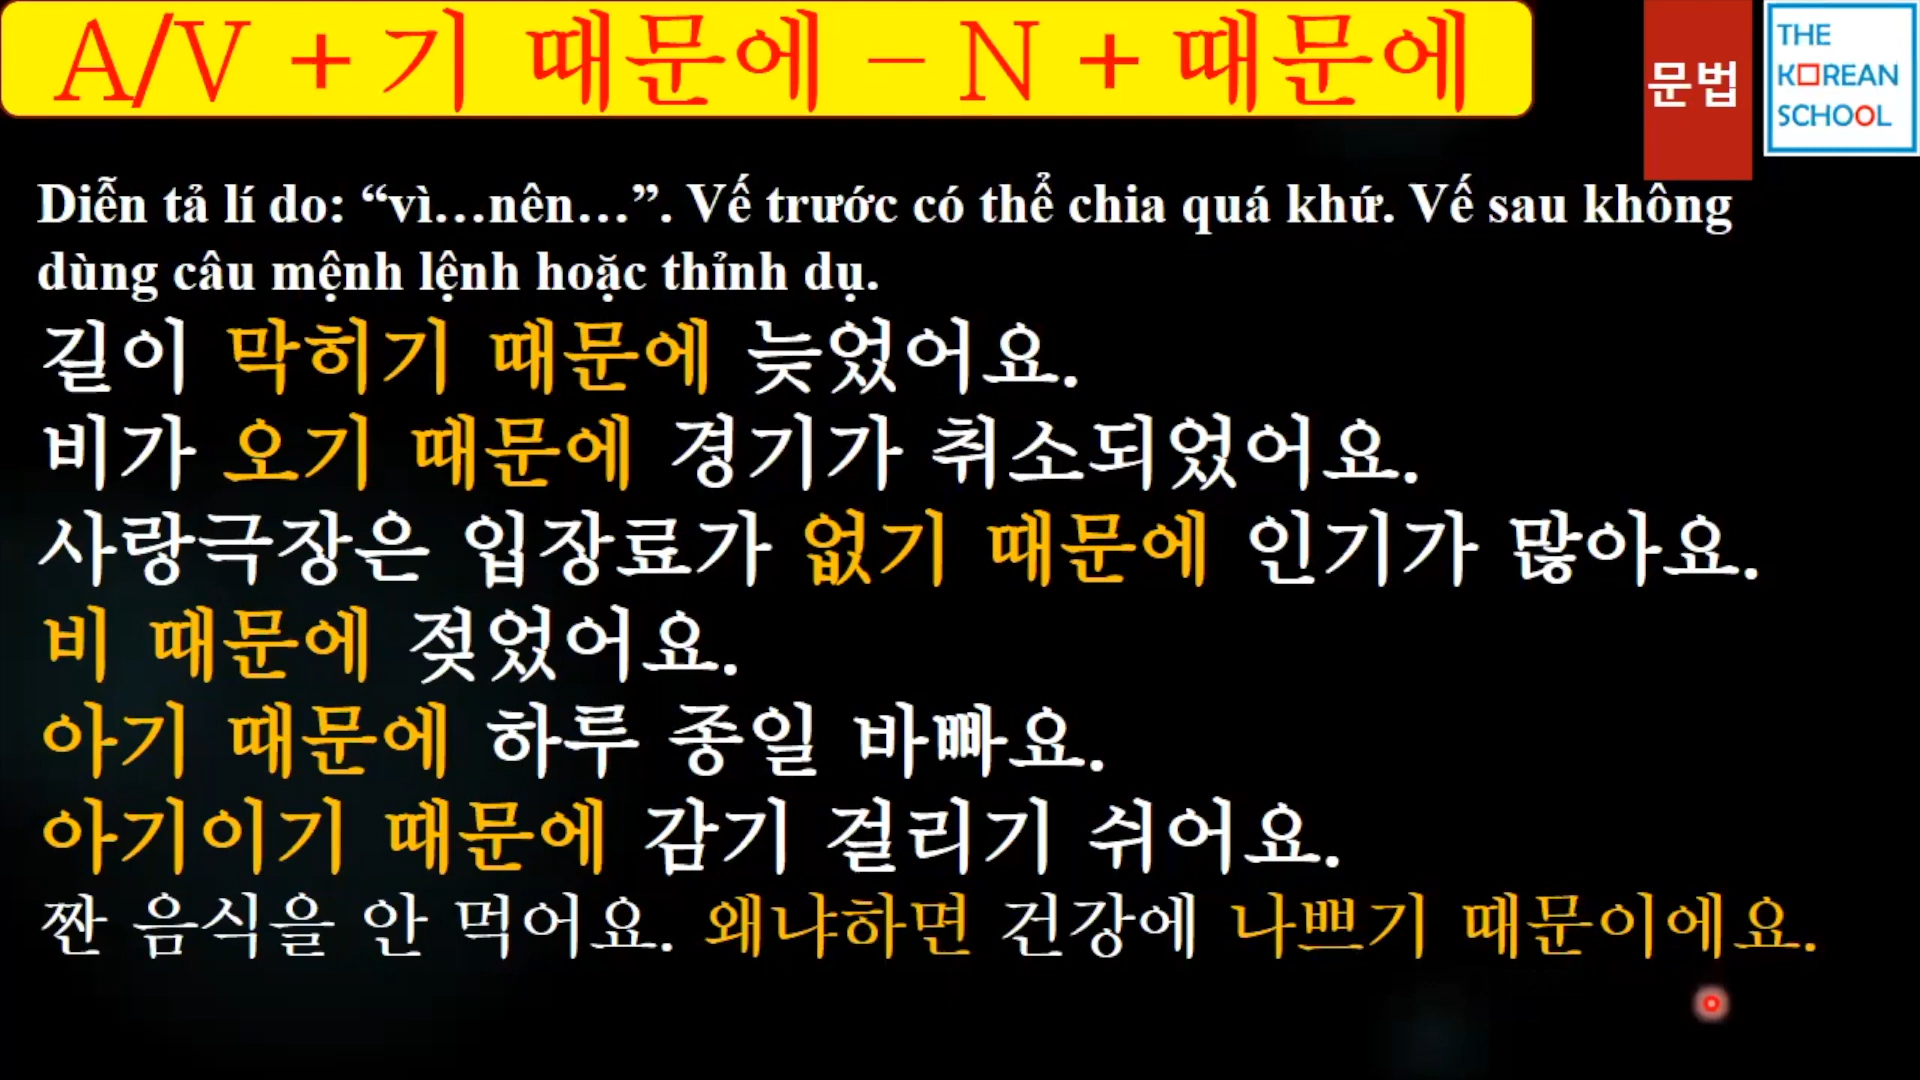 A/V + 기 때문에 – N + 때문에
문법
THE
KOREAN
SCHOOL
Diễn tả lí do: “vì...nên...”. Vế trước có thể chia quá khứ. Vế sau không
dùng câu mệnh lệnh hoặc thỉnh dụ.
길이 막히기 때문에 늦었어요.
비가 오기 때문에 경기가 취소되었어요.
사랑극장은 입장료가 없기 때문에 인기가 많아요.
비 때문에 젖었어요.
아기 때문에 하루 종일 바빠요.
아기이기 때문에 감기 걸리기 쉬어요.
짠 음식을 안 먹어요. 왜냐하면 건강에 나쁘기 때문이에요.